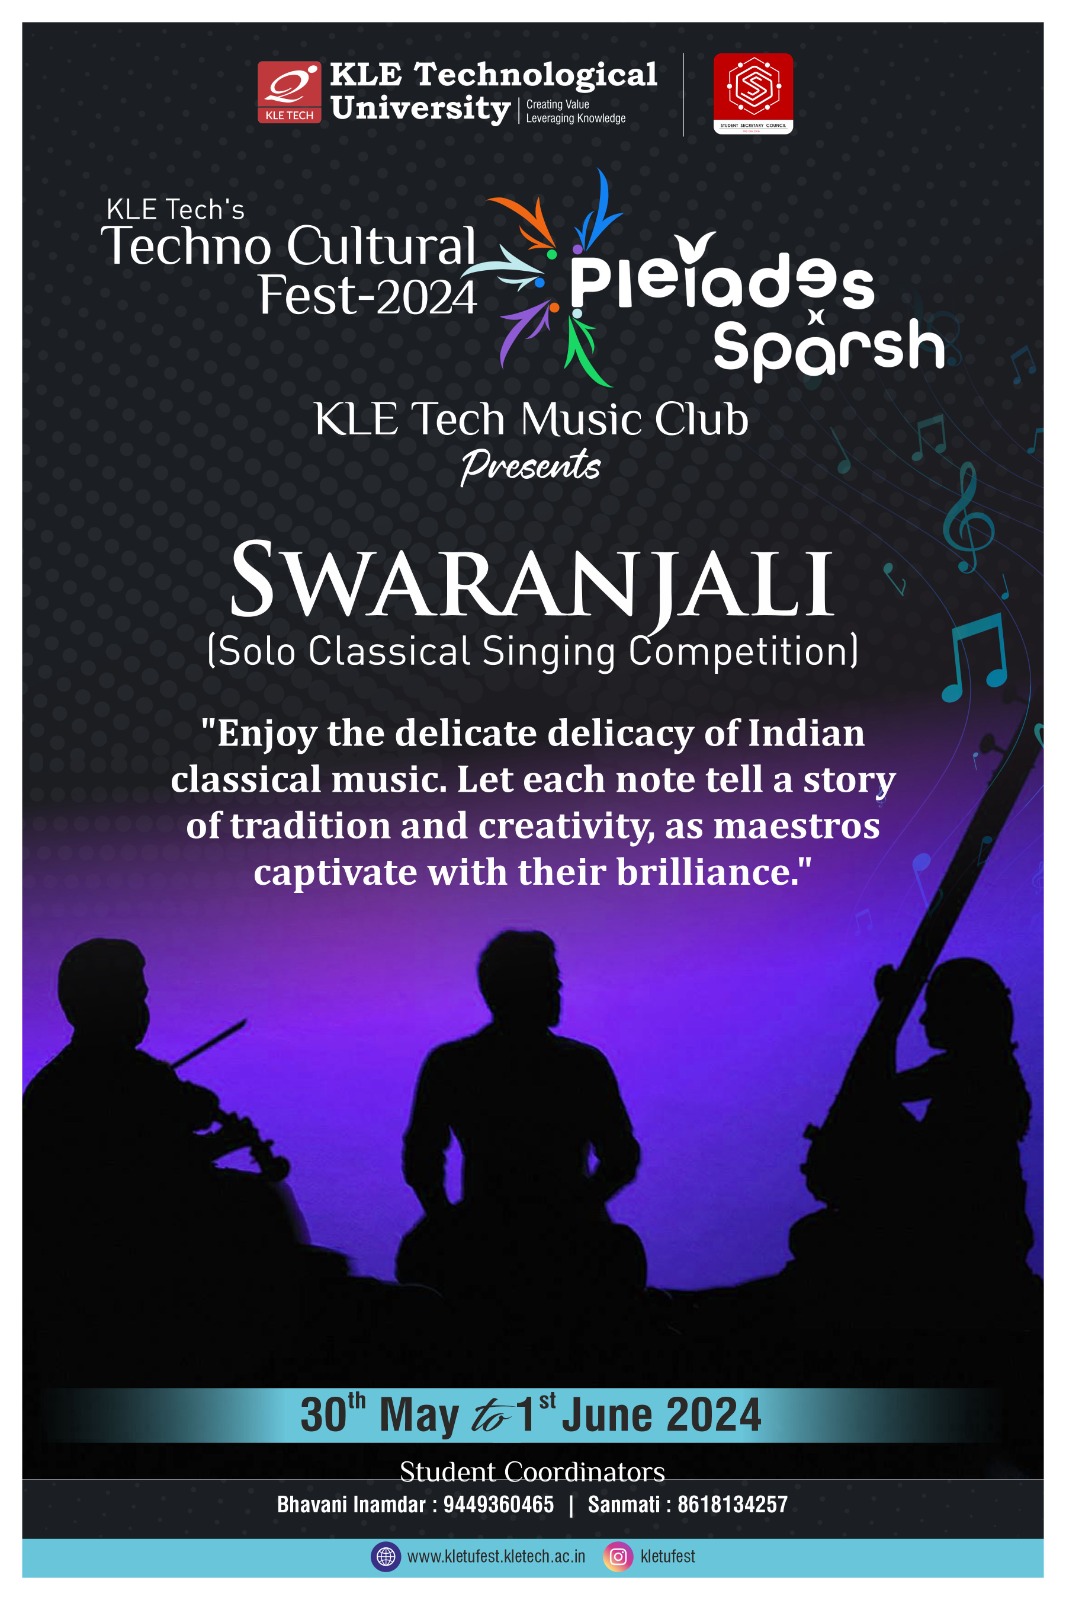 KLE TECH
KLE Technological
University
Creating Value
Leveraging Knowledge
STUDENT SECRETARY COUNCIL
KLE Tech's
Techno Cultural
Fest-2024
Pleiades
Sparsh
KLE Tech Music Club
Presents
SWARANJALI
(Solo Classical Singing Competition)
"Enjoy the delicate delicacy of Indian
classical music. Let each note tell a story
of tradition and creativity, as maestros
captivate with their brilliance."
30th May to 1st June 2024
Student Coordinators
Bhavani Inamdar : 9449360465 | Sanmati : 8618134257
www.kletufest.kletech.ac.in kletufest